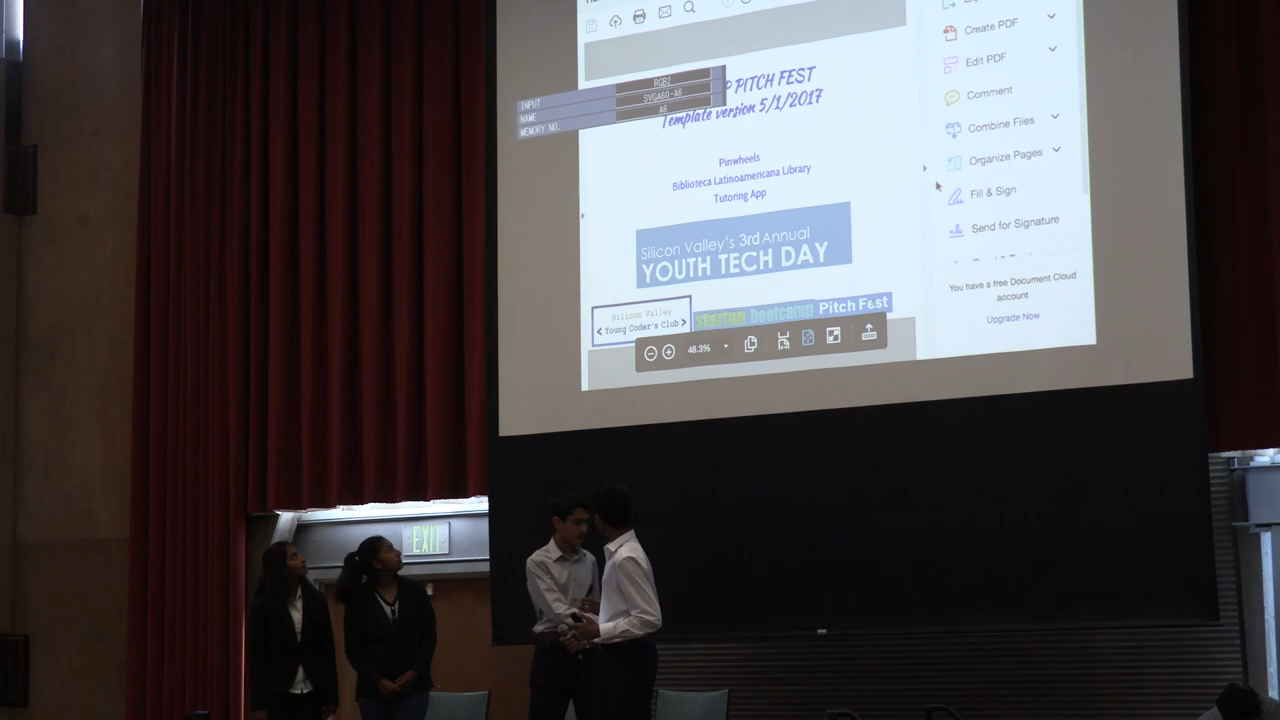 Create PDF
Edit PDF
Comment
Combine Files
Organize Pages
Fill & Sign
Send for Signature
You have a free Document Cloud
account
Upgrade Now
INPUT RGB2
NAME SVGA60-A6
MEMORY NO. A6
PITCH FEST
Template version 5/1/2017
Pinwheels
Biblioteca Latinoamericana Library
Tutoring App
Silicon Valley's 3rd Annual
YOUTH TECH DAY
Silicon Valley
< Young Coder's Club >
startup bootcamp Pitch Fest
48.3%
EXIT